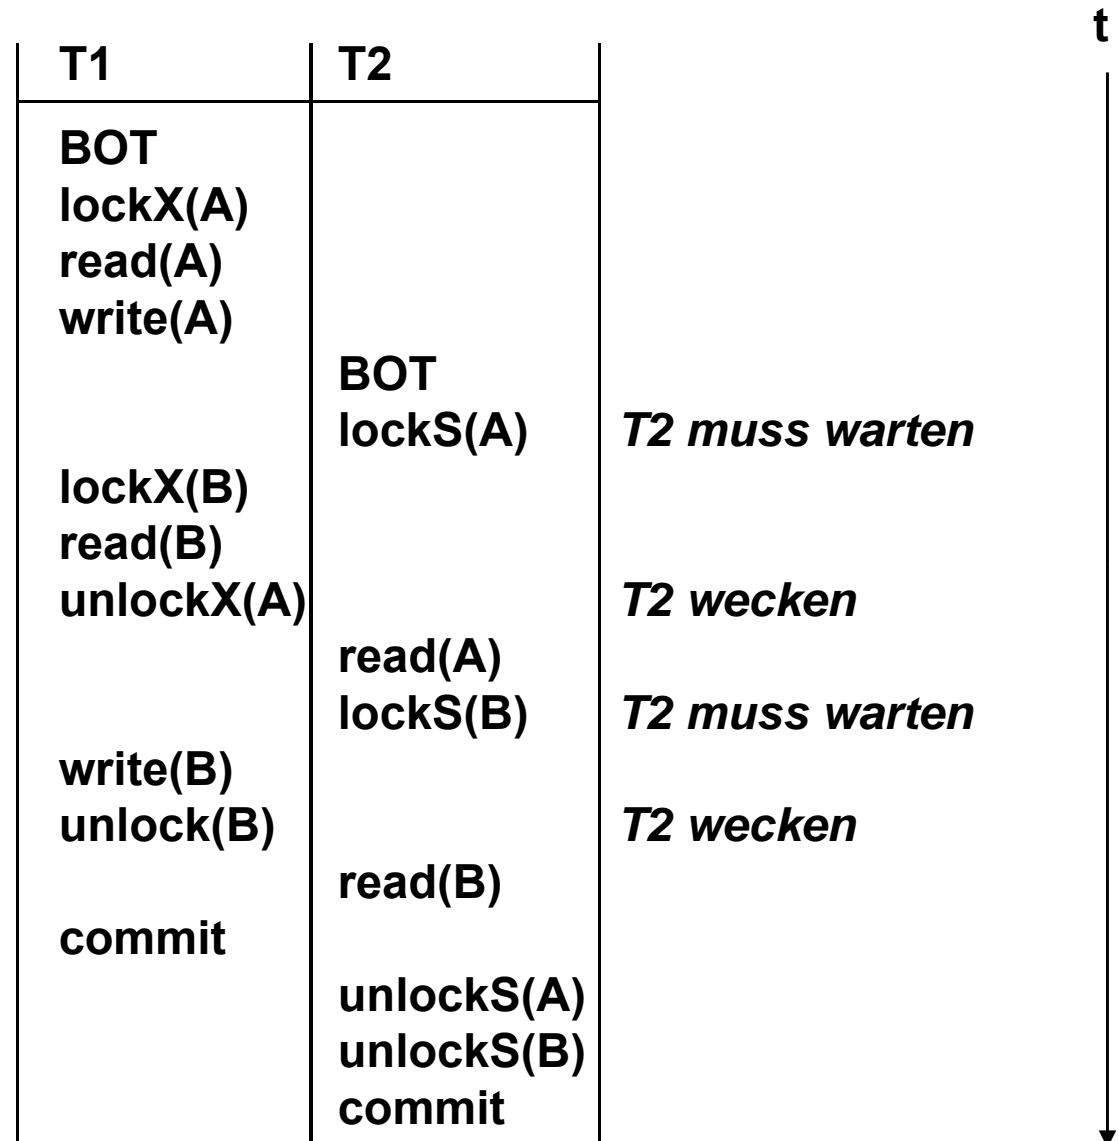 t
T1 T2
BOT
lockX(A)
read(A)
write(A)
BOT
lockS(A) T2 muss warten
lockX(B)
read(B)
unlockX(A) T2 wecken
read(A)
lockS(B) T2 muss warten
write(B)
unlock(B) T2 wecken
read(B)
commit
unlockS(A)
unlockS(B)
commit